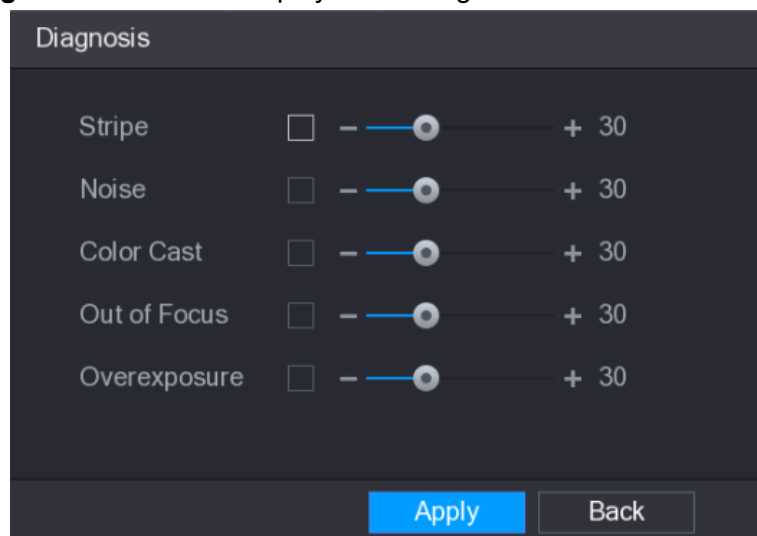 Diagnosis
Stripe 30
Noise 30
Color Cast 30
Out of Focus 30
Overexposure 30
Apply Back